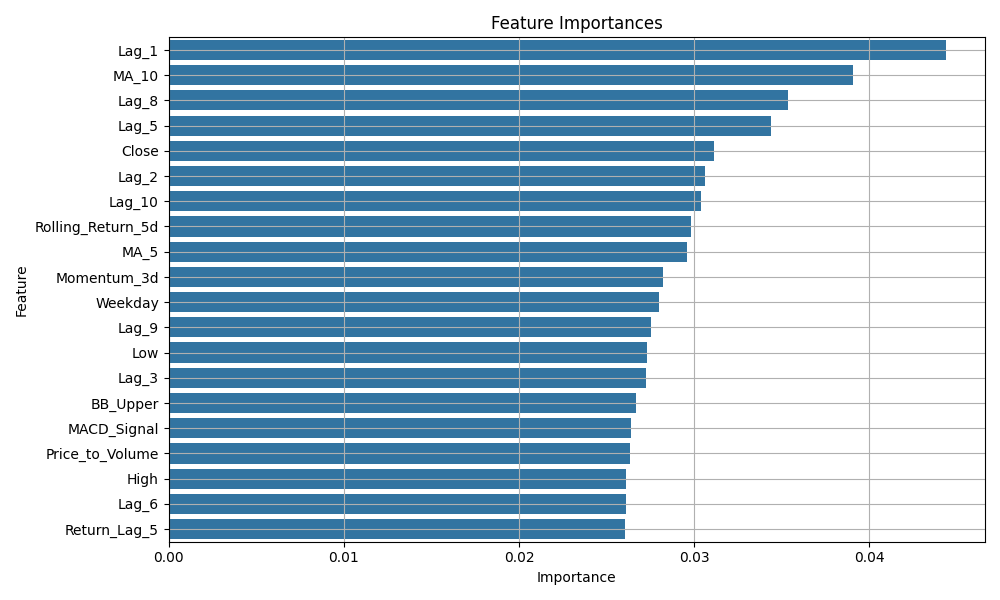 Feature Importances
Feature
Lag_1
MA_10
Lag_8
Lag_5
Close
Lag_2
Lag_10
Rolling_Return_5d
MA_5
Momentum_3d
Weekday
Lag_9
Low
Lag_3
BB_Upper
MACD_Signal
Price_to_Volume
High
Lag_6
Return_Lag_5
0.00 0.01 0.02 0.03 0.04
Importance